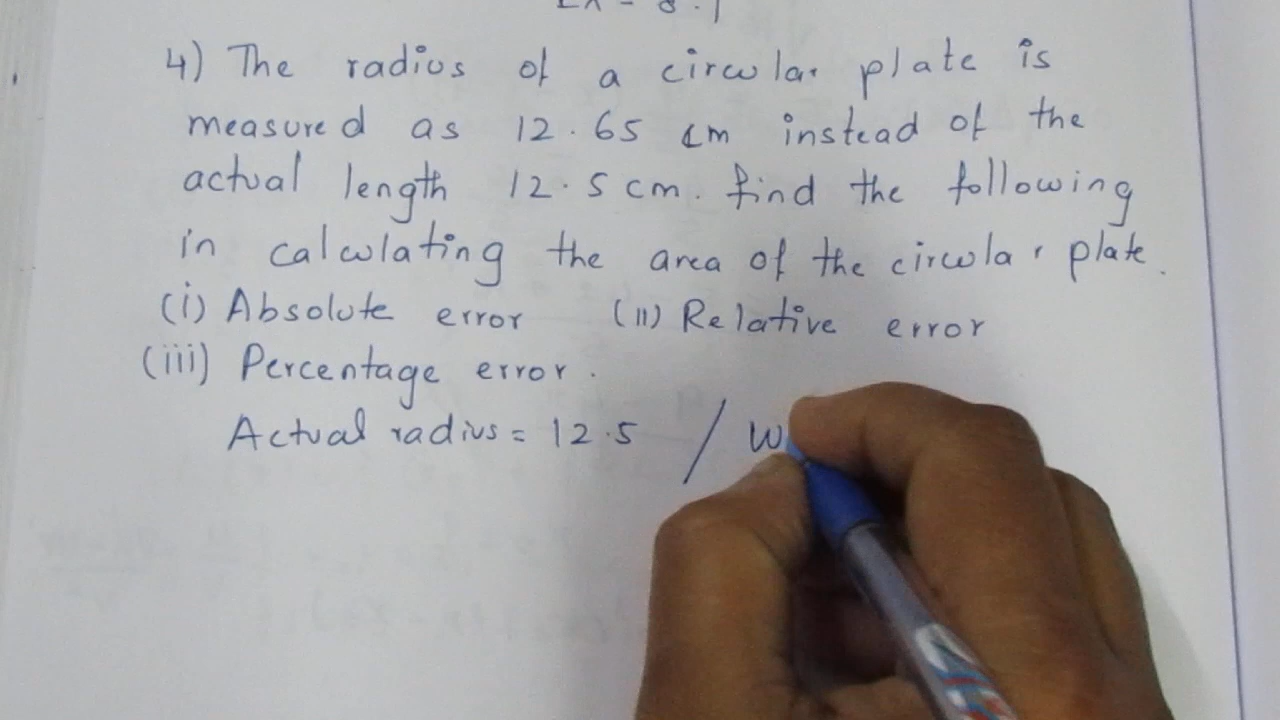 4) The radius of a circular plate is
measured as 12.65 cm instead of the
actual length 12.5 cm. find the following
in calculating the area of the circular plate.
(i) Absolute error (ii) Relative error
(iii) Percentage error.
Actual radius = 12.5 / W